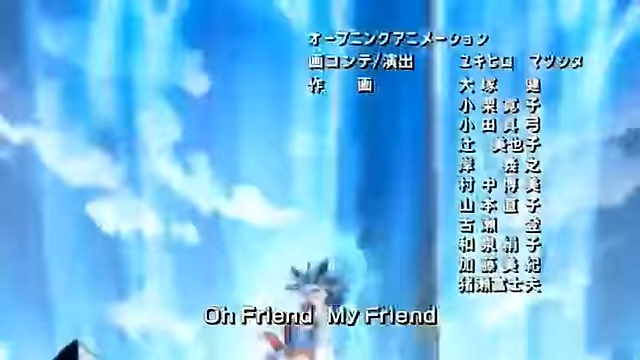 オープニングアニメーション
画コンテ/演出 ユキヒロ マツシタ
作 画 大塚 健
小栗寛子
小田真弓
辻 美也子
岸 義之
村中博美
山本直子
古瀬 登
和泉絹子
加藤美紀
猪瀬富士夫
Oh Friend My Friend